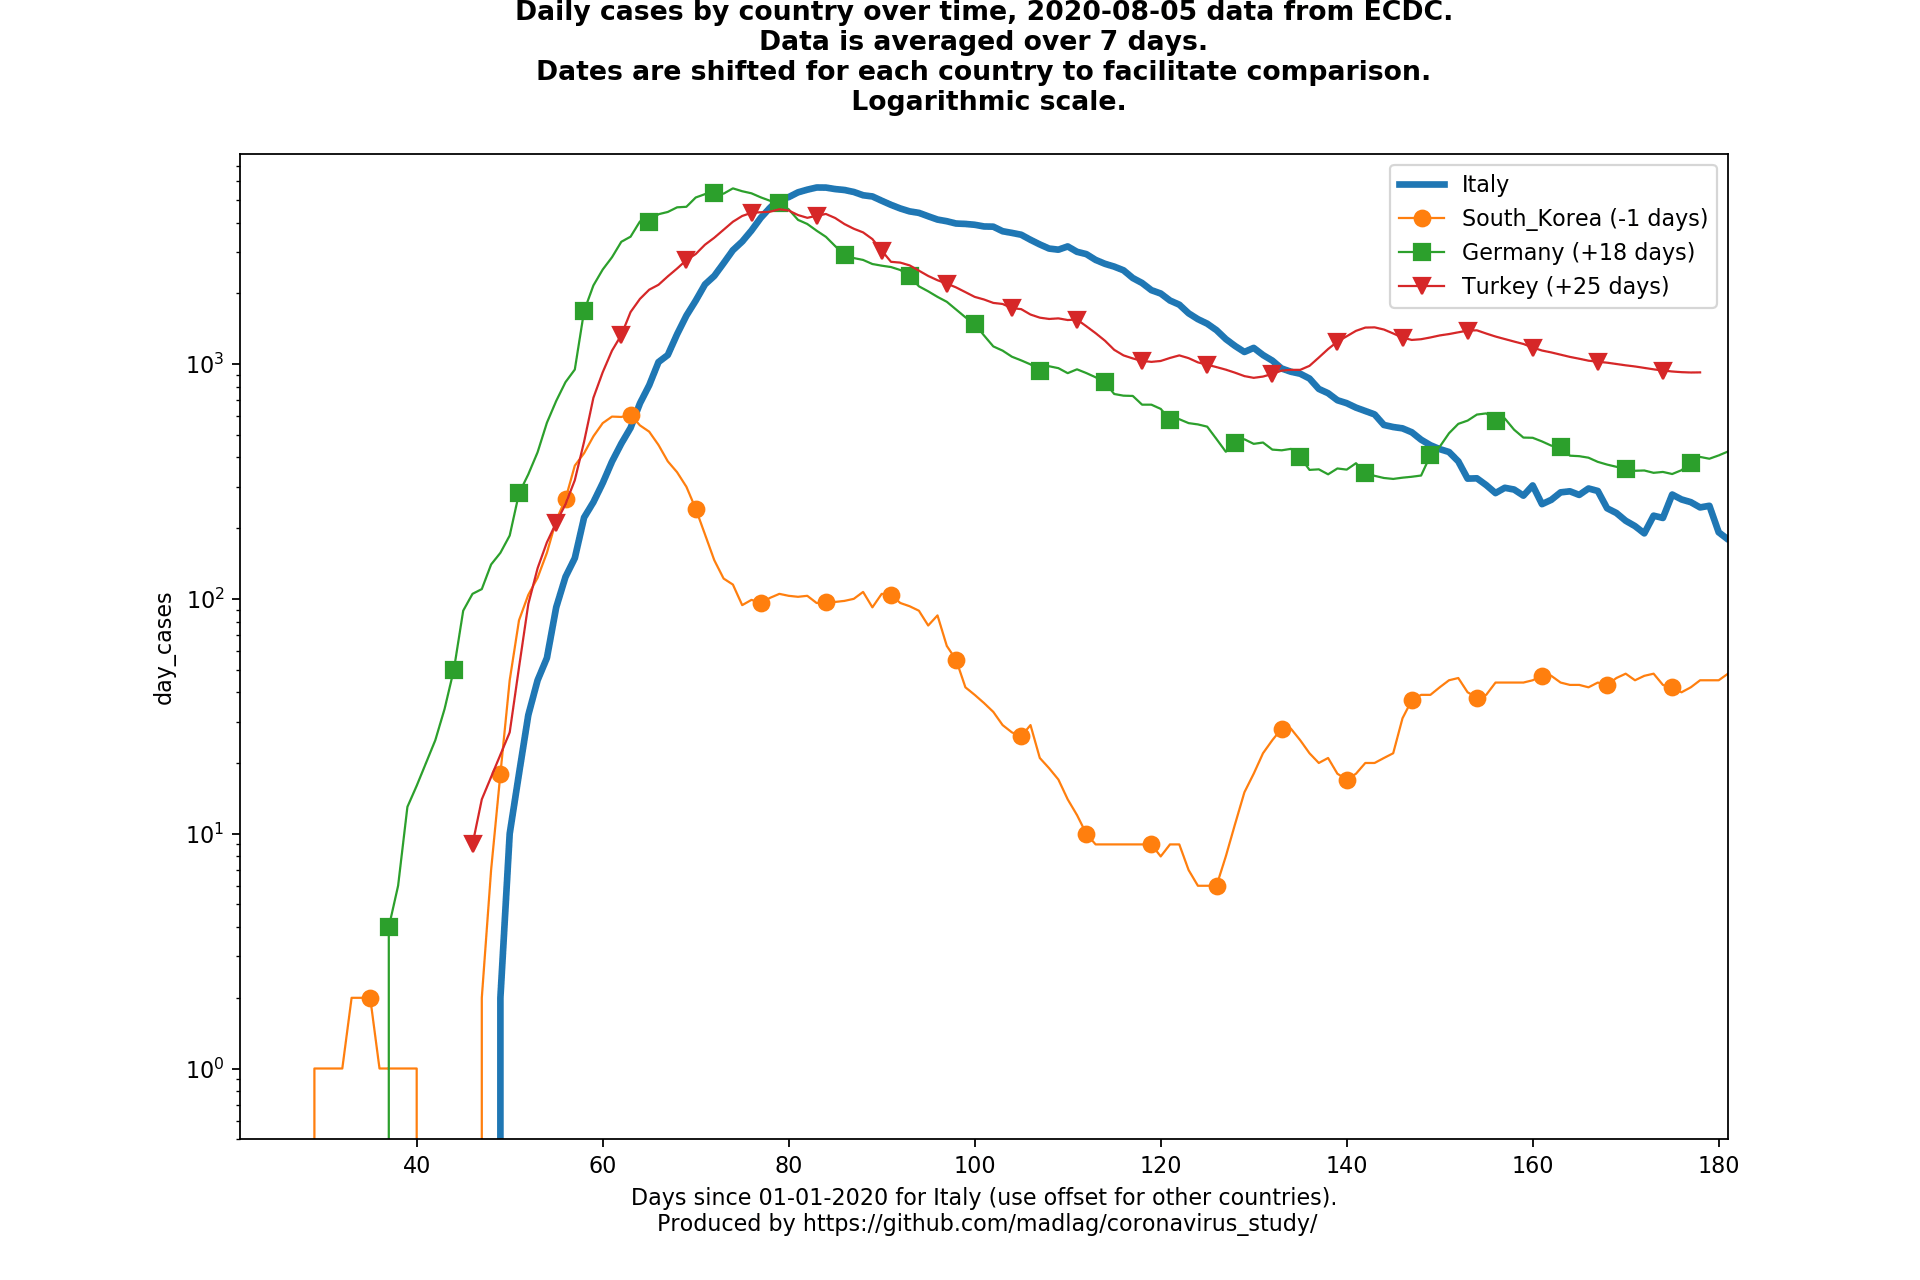 Daily cases by country over time, 2020-08-05 data from ECDC.
Data is averaged over 7 days.
Dates are shifted for each country to facilitate comparison.
Logarithmic scale.
Italy
South_Korea (-1 days)
Germany (+18 days)
Turkey (+25 days)
day_cases
10³
10²
10¹
10⁰
40 60 80 100 120 140 160 180
Days since 01-01-2020 for Italy (use offset for other countries).
Produced by https://github.com/madlag/coronavirus_study/